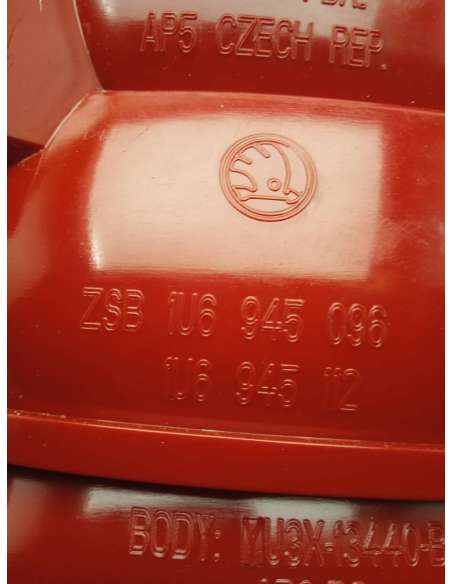 AP5 CZECH REP.
ZSB 1U6 945 096
1U6 945 112
BODY: MU3X-13440-B